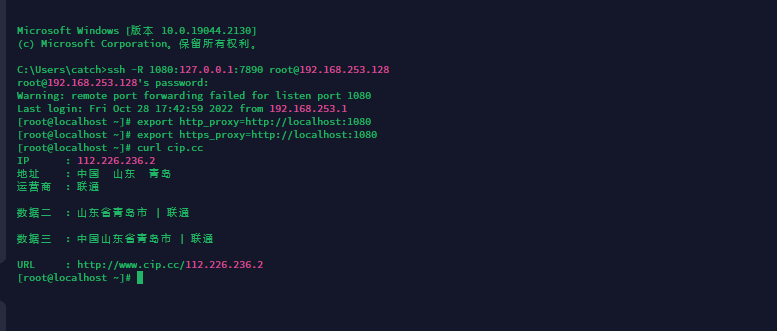 Microsoft Windows [版本 10.0.19044.2130]
(c) Microsoft Corporation。保留所有权利。
C:\Users\catch>ssh -R 1080:127.0.0.1:7890 root@192.168.253.128
root@192.168.253.128's password:
Warning: remote port forwarding failed for listen port 1080
Last login: Fri Oct 28 17:42:59 2022 from 192.168.253.1
[root@localhost ~]# export http_proxy=http://localhost:1080
[root@localhost ~]# export https_proxy=http://localhost:1080
[root@localhost ~]# curl cip.cc
IP : 112.226.236.2
地址 : 中国 山东 青岛
运营商 : 联通
数据二 : 山东省青岛市 | 联通
数据三 : 中国山东省青岛市 | 联通
URL : http://www.cip.cc/112.226.236.2
[root@localhost ~]#